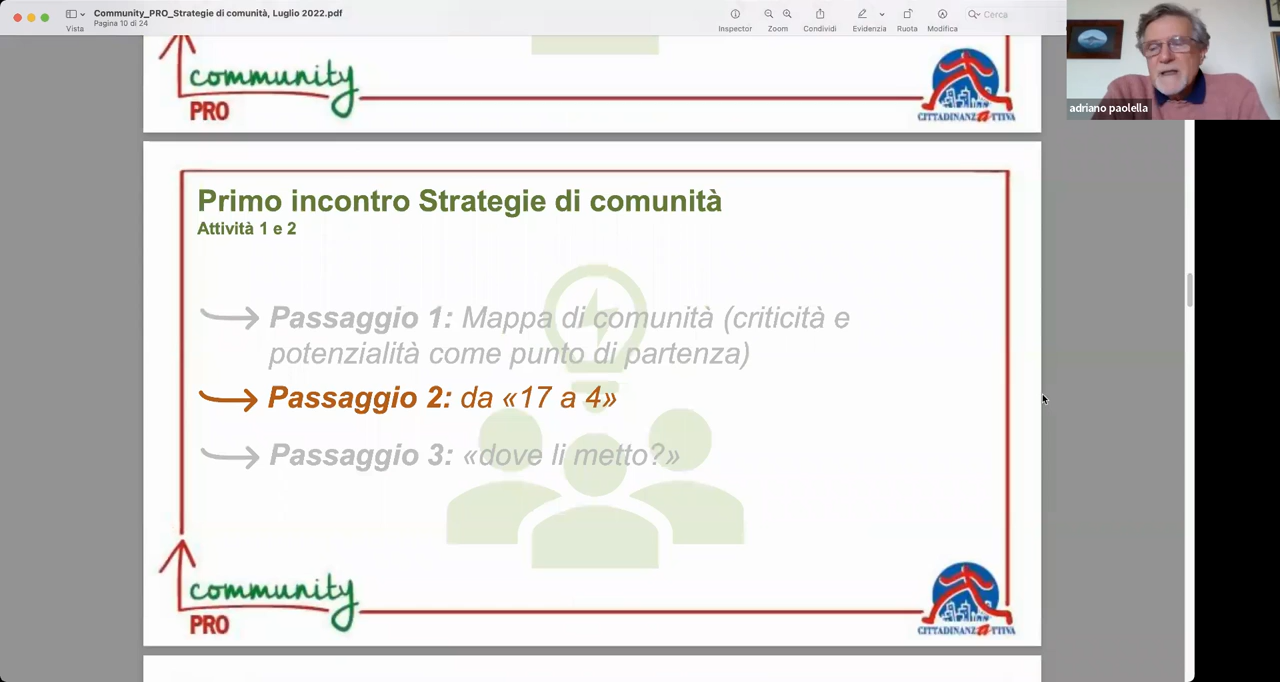 Community_PRO_Strategie di comunità, Luglio 2022.pdf
Pagina 10 di 24
Vista
Inspector
Zoom
Condividi
Evidenzia
Ruota
Modifica
Cerca
adriano paolella
community
PRO
CITTADINANZATTIVA
Primo incontro Strategie di comunità
Attività 1 e 2
Passaggio 1: Mappa di comunità (criticità e
potenzialità come punto di partenza)
Passaggio 2: da «17 a 4»
Passaggio 3: «dove li metto?»
community
PRO
CITTADINANZATTIVA